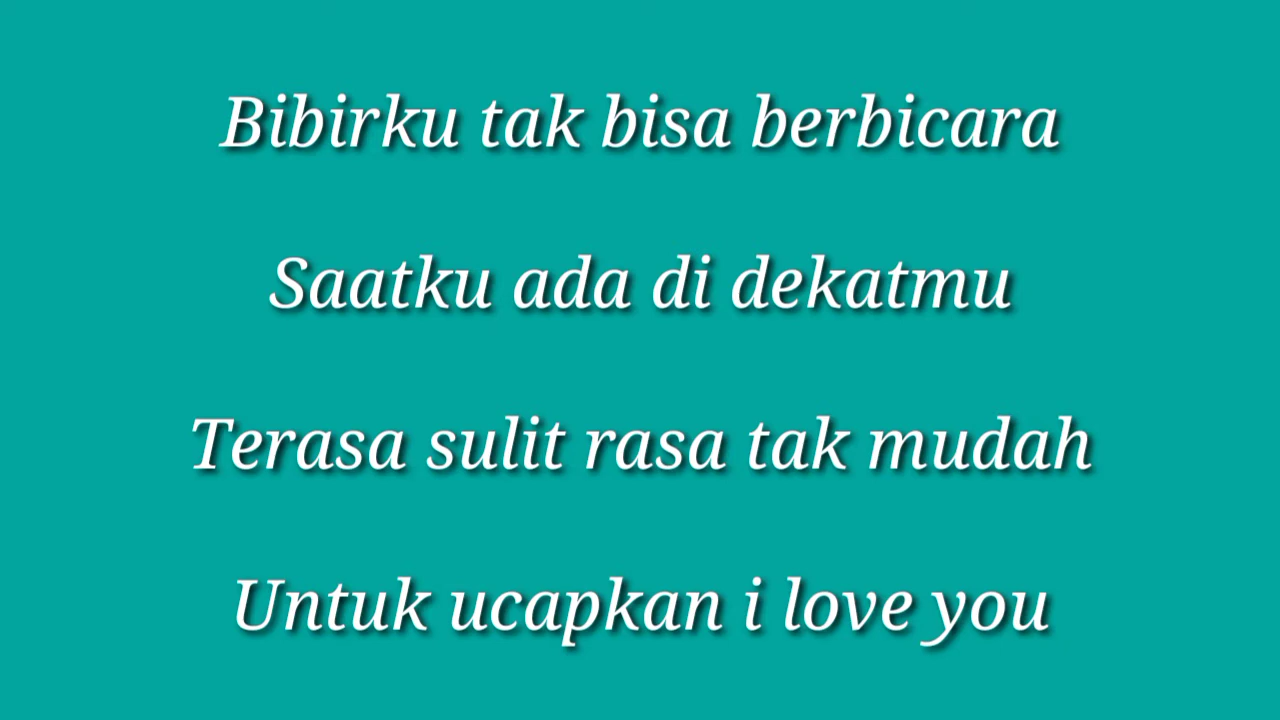 Bibirku tak bisa berbicara
Saatku ada di dekatmu
Terasa sulit rasa tak mudah
Untuk ucapkan i love you